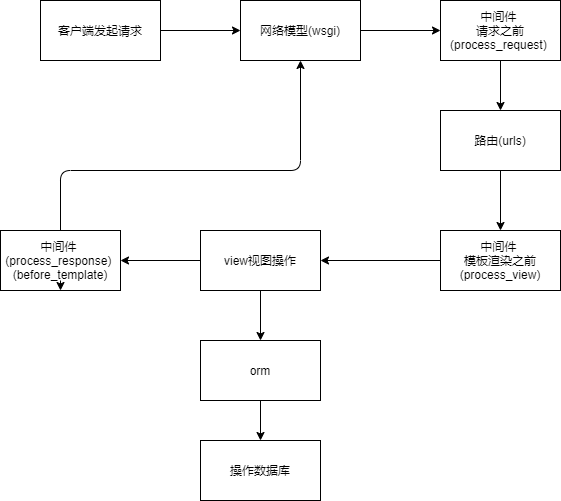 客户端发起请求
网络模型(wsgi)
中间件
请求之前
(process_request)
路由(urls)
中间件
模板渲染之前
(process_view)
view视图操作
中间件
(process_response)
(before_template)
orm
操作数据库